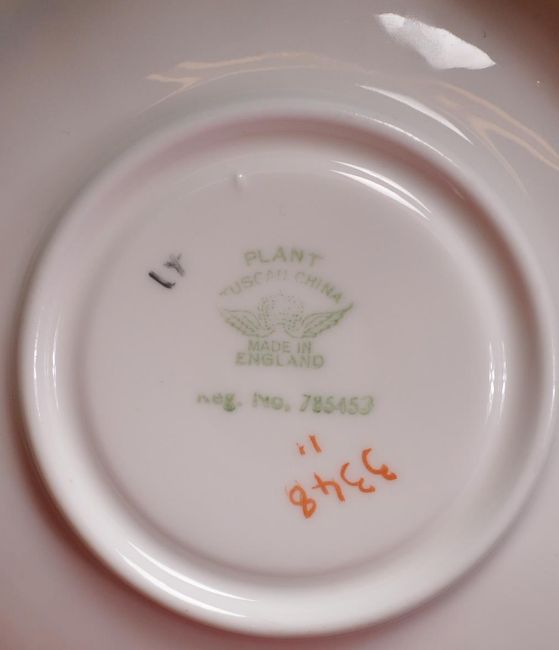 PLANT
TUSCAN CHINA
MADE IN
ENGLAND
Reg. No. 785453
3348